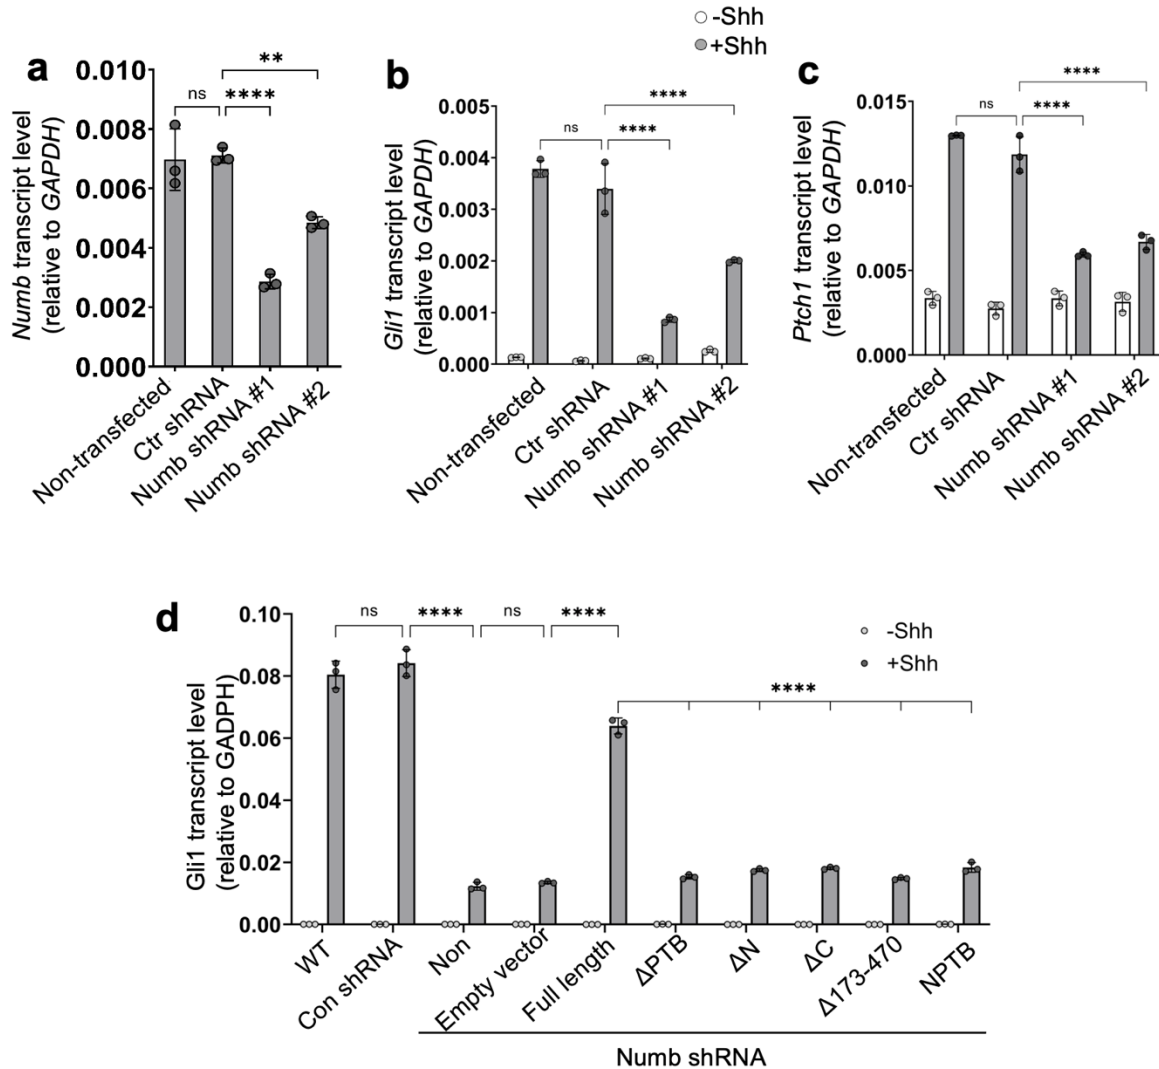 -Shh
+Shh
a
**
ns
****
0.010
0.008
0.006
0.004
0.002
0.000
Numb transcript level
(relative to GAPDH)
Non-transfected
Ctr shRNA
Numb shRNA #1
Numb shRNA #2
b
****
ns
****
0.005
0.004
0.003
0.002
0.001
0.000
Gli1 transcript level
(relative to GAPDH)
Non-transfected
Ctr shRNA
Numb shRNA #1
Numb shRNA #2
c
****
ns
****
0.015
0.010
0.005
0.000
Ptch1 transcript level
(relative to GAPDH)
Non-transfected
Ctr shRNA
Numb shRNA #1
Numb shRNA #2
d
ns
****
ns
****
-Shh
+Shh
****
0.10
0.08
0.06
0.04
0.02
0.00
Gli1 transcript level
(relative to GADPH)
WT
Con shRNA
Non
Empty vector
Full length
ΔPTB
ΔN
ΔC
Δ173-470
NPTB
Numb shRNA